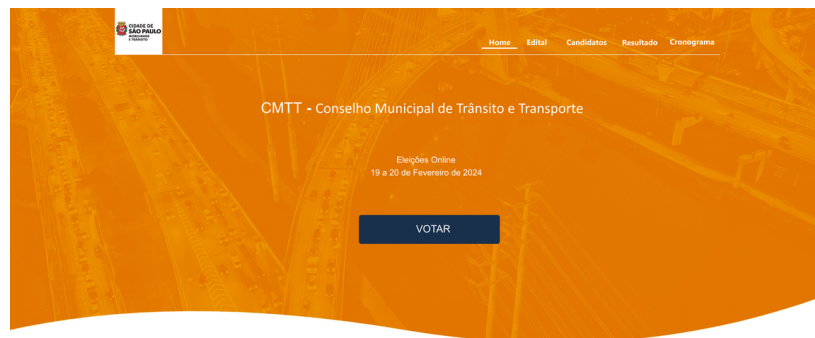 CIDADE DE
SÃO PAULO
MOBILIDADE
E TRÂNSITO
Home Edital Candidatos Resultado Cronograma
CMTT - Conselho Municipal de Trânsito e Transporte
Eleições Online
19 a 20 de Fevereiro de 2024
VOTAR